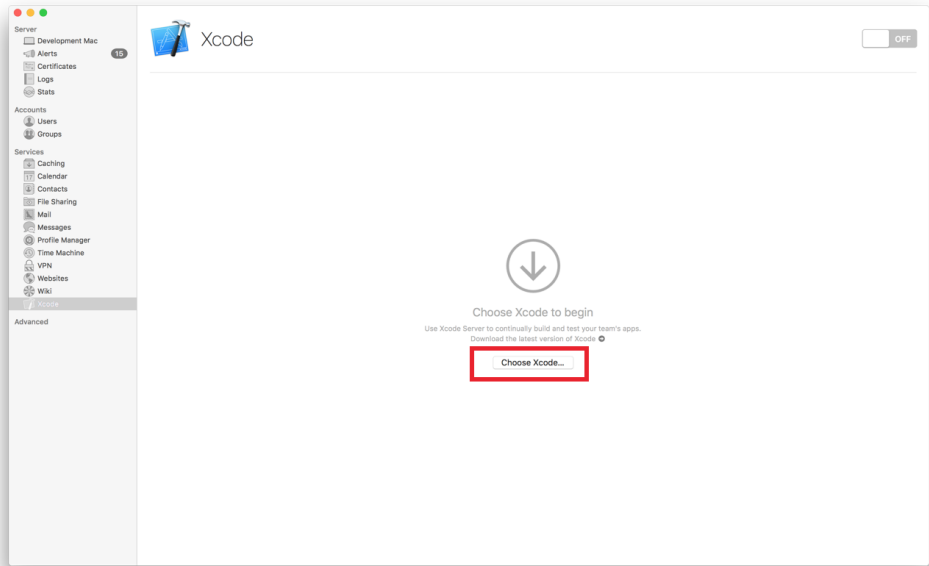 Server
Development Mac
Alerts 15
Certificates
Logs
Stats
Accounts
Users
Groups
Services
Caching
17 Calendar
Contacts
File Sharing
Mail
Messages
Profile Manager
Time Machine
VPN
Websites
Wiki
Xcode
Advanced
Xcode
OFF
Choose Xcode to begin
Use Xcode Server to continually build and test your team's apps.
Download the latest version of Xcode
Choose Xcode...